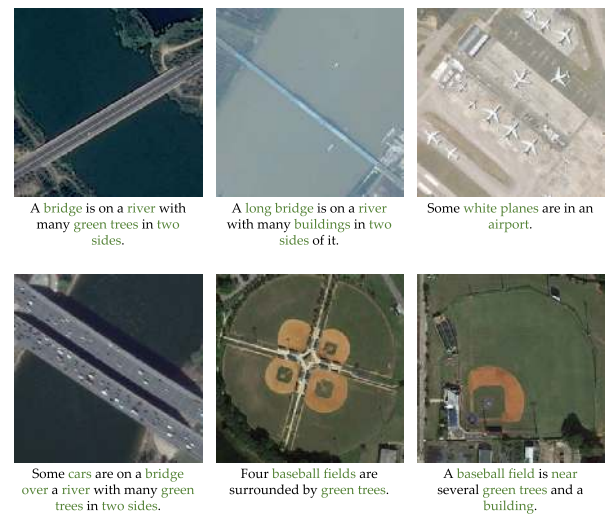 A bridge is on a river with
many green trees in two
sides.
A long bridge is on a river
with many buildings in two
sides of it.
Some white planes are in an
airport.
Some cars are on a bridge
over a river with many green
trees in two sides.
Four baseball fields are
surrounded by green trees.
A baseball field is near
several green trees and a
building.